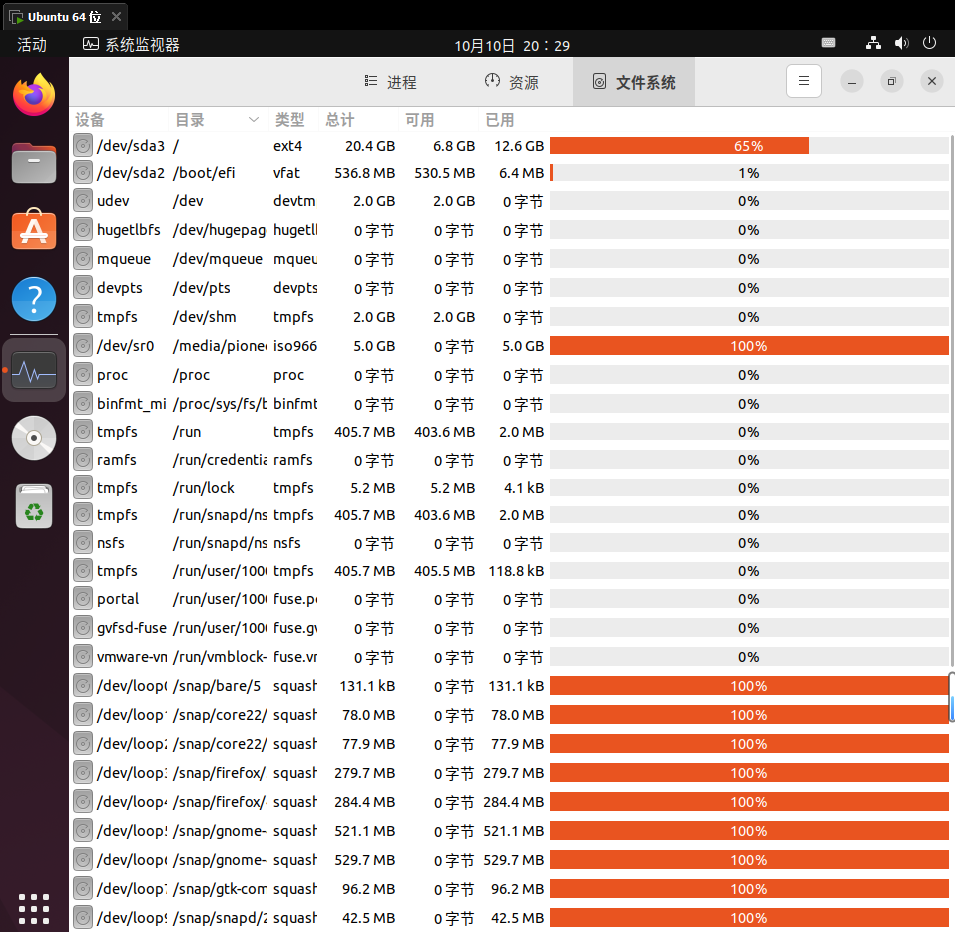 Ubuntu 64 位
活动 系统监视器 10月10日 20：29
进程 资源 文件系统
设备 目录 类型 总计 可用 已用
/dev/sda3 / ext4 20.4 GB 6.8 GB 12.6 GB 65%
/dev/sda2 /boot/efi vfat 536.8 MB 530.5 MB 6.4 MB 1%
udev /dev devtm 2.0 GB 2.0 GB 0 字节 0%
hugetlbfs /dev/hugepag hugetl 0 字节 0 字节 0 字节 0%
mqueue /dev/mqueue mqueu 0 字节 0 字节 0 字节 0%
devpts /dev/pts devpts 0 字节 0 字节 0 字节 0%
tmpfs /dev/shm tmpfs 2.0 GB 2.0 GB 0 字节 0%
/dev/sr0 /media/pione iso966 5.0 GB 0 字节 5.0 GB 100%
proc /proc proc 0 字节 0 字节 0 字节 0%
binfmt_mi /proc/sys/fs/b binfmt 0 字节 0 字节 0 字节 0%
tmpfs /run tmpfs 405.7 MB 403.6 MB 2.0 MB 0%
ramfs /run/credentia ramfs 0 字节 0 字节 0 字节 0%
tmpfs /run/lock tmpfs 5.2 MB 5.2 MB 4.1 kB 0%
tmpfs /run/snapd/ns tmpfs 405.7 MB 403.6 MB 2.0 MB 0%
nsfs /run/snapd/ns nsfs 0 字节 0 字节 0 字节 0%
tmpfs /run/user/100 tmpfs 405.7 MB 405.5 MB 118.8 kB 0%
portal /run/user/100 fuse.p 0 字节 0 字节 0 字节 0%
gvfsd-fuse /run/user/100 fuse.gv 0 字节 0 字节 0 字节 0%
vmware-vm /run/vmblock- fuse.vm 0 字节 0 字节 0 字节 0%
/dev/loop0 /snap/bare/5 squash 131.1 kB 0 字节 131.1 kB 100%
/dev/loop1 /snap/core22/ squash 78.0 MB 0 字节 78.0 MB 100%
/dev/loop2 /snap/core22/ squash 77.9 MB 0 字节 77.9 MB 100%
/dev/loop3 /snap/firefox/ squash 279.7 MB 0 字节 279.7 MB 100%
/dev/loop4 /snap/firefox/ squash 284.4 MB 0 字节 284.4 MB 100%
/dev/loop5 /snap/gnome- squash 521.1 MB 0 字节 521.1 MB 100%
/dev/loop6 /snap/gnome- squash 529.7 MB 0 字节 529.7 MB 100%
/dev/loop7 /snap/gtk-com squash 96.2 MB 0 字节 96.2 MB 100%
/dev/loop9 /snap/snapd/2 squash 42.5 MB 0 字节 42.5 MB 100%